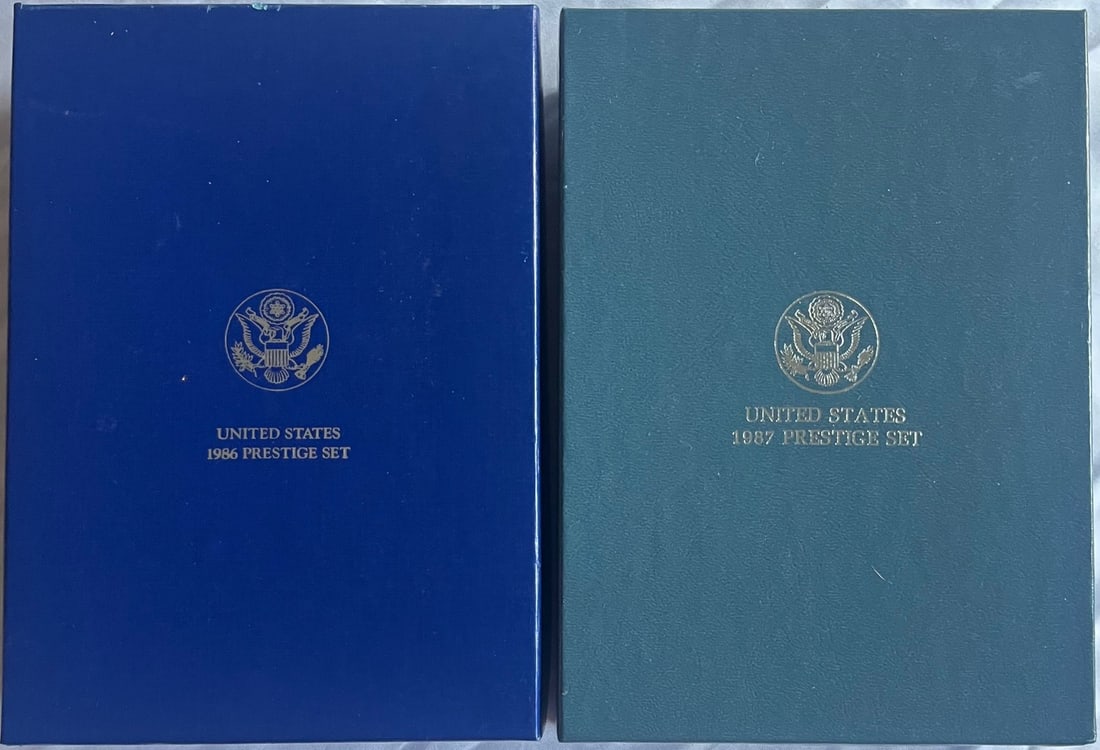 UNITED STATES
1986 PRESTIGE SET
UNITED STATES
1987 PRESTIGE SET